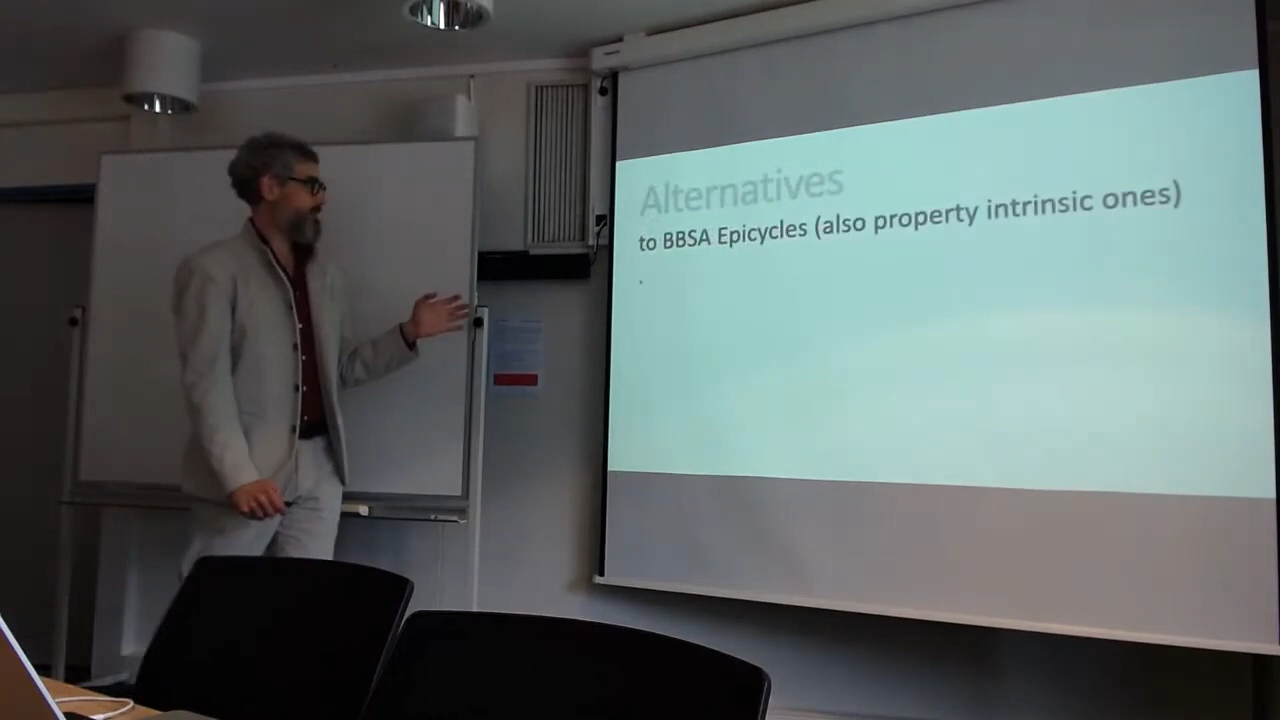 Alternatives
to BBSA Epicycles (also property intrinsic ones)